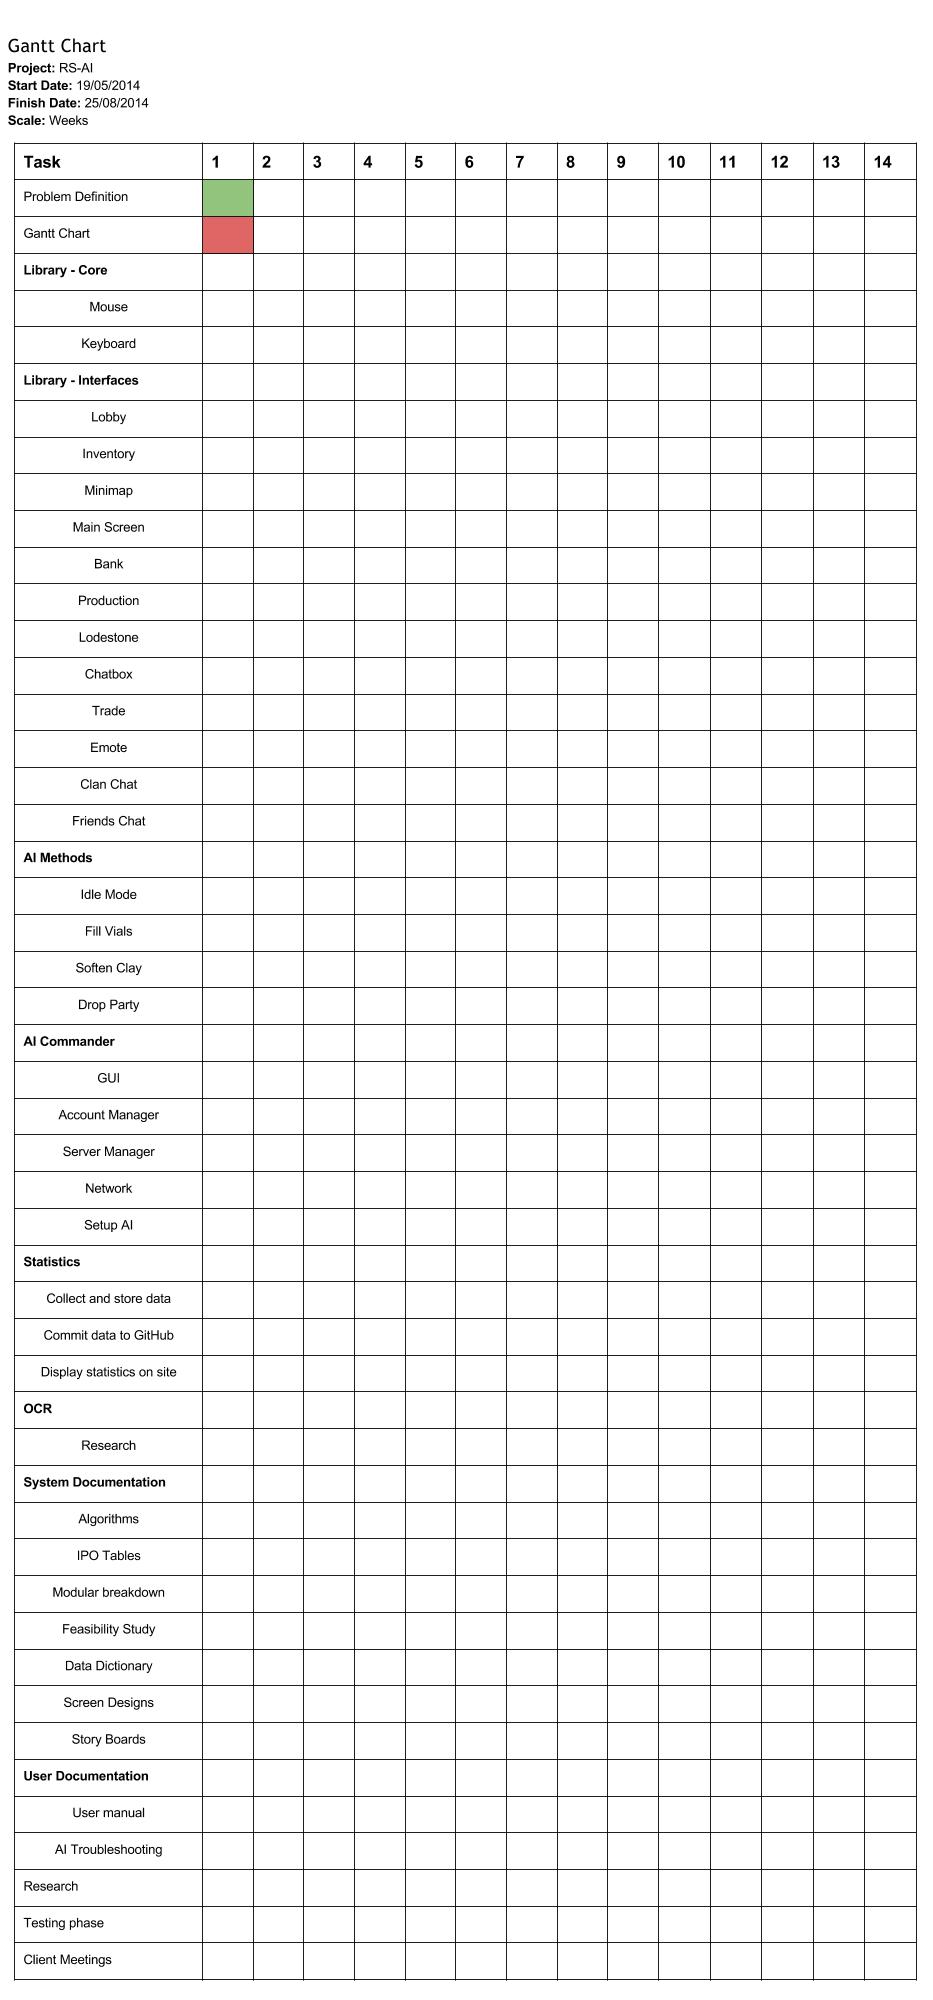 Gantt Chart
Project: RS-AI
Start Date: 19/05/2014
Finish Date: 25/08/2014
Scale: Weeks
Task 1 2 3 4 5 6 7 8 9 10 11 12 13 14
Problem Definition
Gantt Chart
Library - Core
Mouse
Keyboard
Library - Interfaces
Lobby
Inventory
Minimap
Main Screen
Bank
Production
Lodestone
Chatbox
Trade
Emote
Clan Chat
Friends Chat
AI Methods
Idle Mode
Fill Vials
Soften Clay
Drop Party
AI Commander
GUI
Account Manager
Server Manager
Network
Setup AI
Statistics
Collect and store data
Commit data to GitHub
Display statistics on site
OCR
Research
System Documentation
Algorithms
IPO Tables
Modular breakdown
Feasibility Study
Data Dictionary
Screen Designs
Story Boards
User Documentation
User manual
AI Troubleshooting
Research
Testing phase
Client Meetings